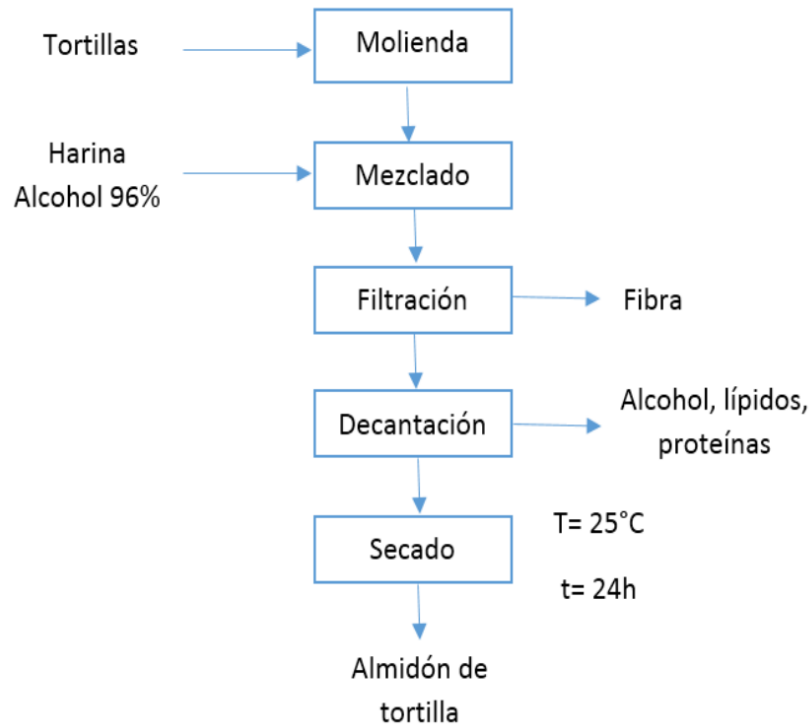 Tortillas
Molienda
Harina
Alcohol 96%
Mezclado
Filtración
Fibra
Decantación
Alcohol, lípidos,
proteínas
Secado
T= 25°C
t= 24h
Almidón de
tortilla